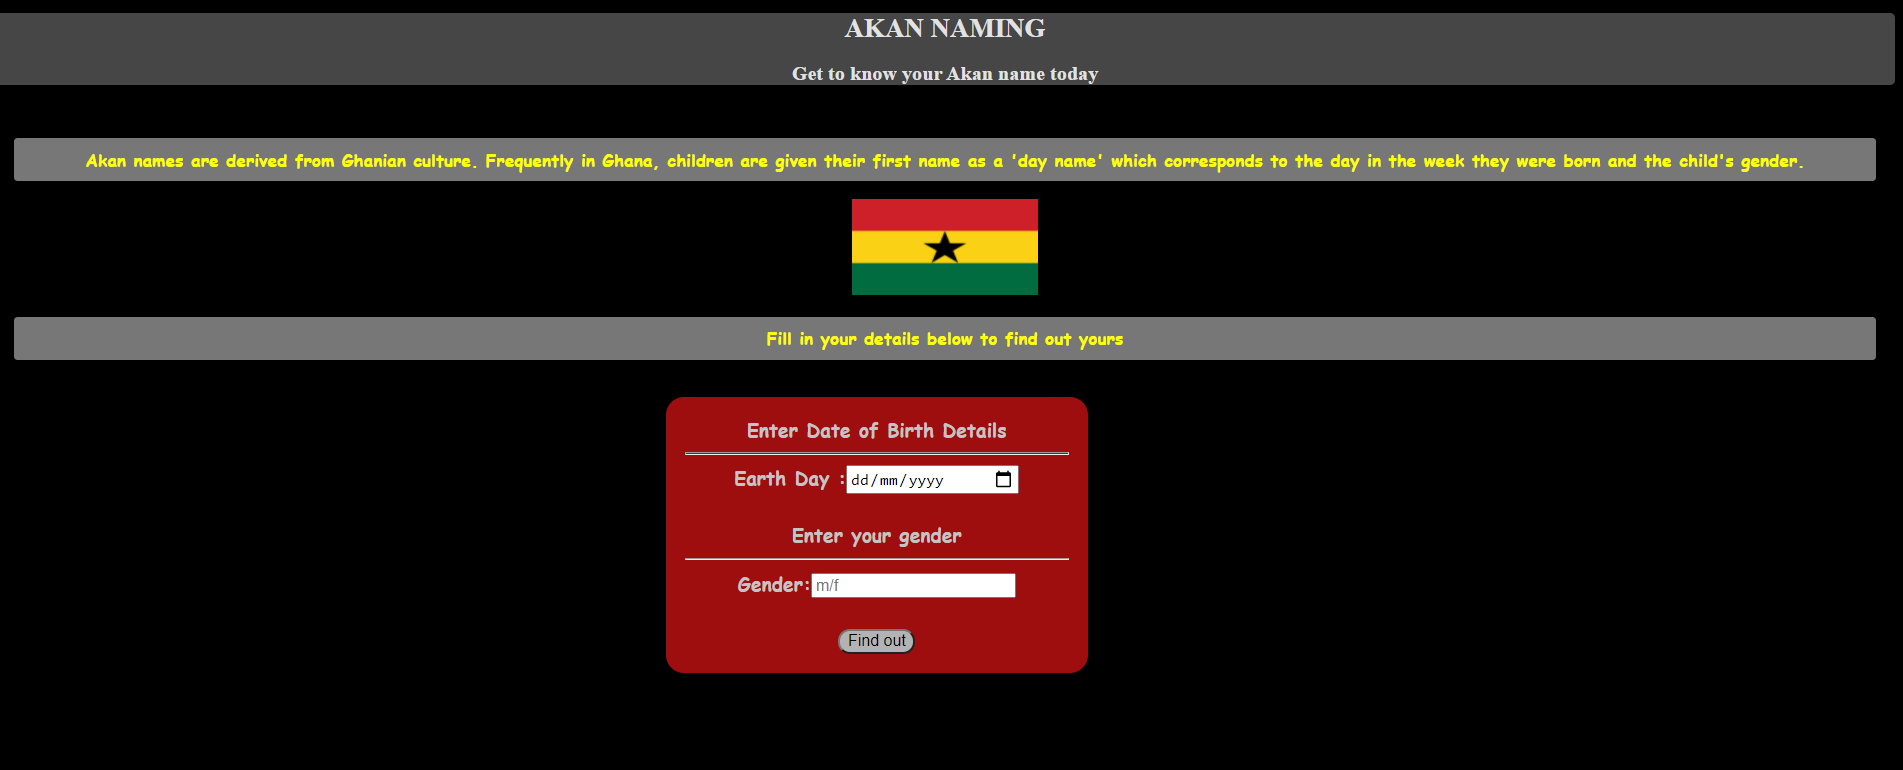 AKAN NAMING
Get to know your Akan name today
Akan names are derived from Ghanian culture. Frequently in Ghana, children are given their first name as a 'day name' which corresponds to the day in the week they were born and the child's gender.
Fill in your details below to find out yours
Enter Date of Birth Details
Earth Day :dd/mm/yyyy
Enter your gender
Gender:m/f
Find out